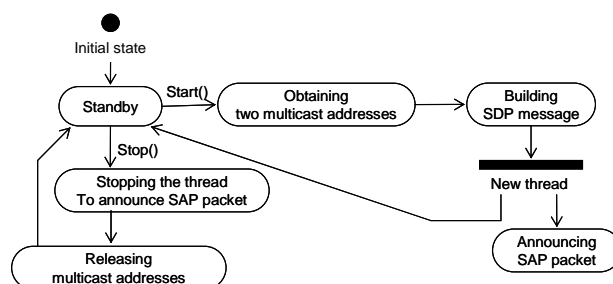 Initial state
Standby
Start()
Obtaining
two multicast addresses
Building
SDP message
Stop()
Stopping the thread
To announce SAP packet
New thread
Releasing
multicast addresses
Announcing
SAP packet